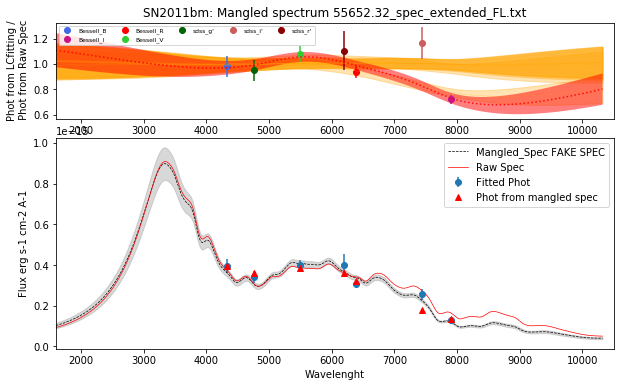 SN2011bm: Mangled spectrum 55652.32_spec_extended_FL.txt
Phot from LCfitting /
Phot from Raw Spec
1.2
1.0
0.8
0.6
Bessell_B
Bessell_R
sdss_g'
sdss_i'
sdss_r'
Bessell_I
Bessell_V
2000 3000 4000 5000 6000 7000 8000 9000 10000
Flux erg s-1 cm-2 A-1
1.0
0.8
0.6
0.4
0.2
0.0
Mangled_Spec FAKE SPEC
Raw Spec
Fitted Phot
Phot from mangled spec
2000 3000 4000 5000 6000 7000 8000 9000 10000
Wavelenght